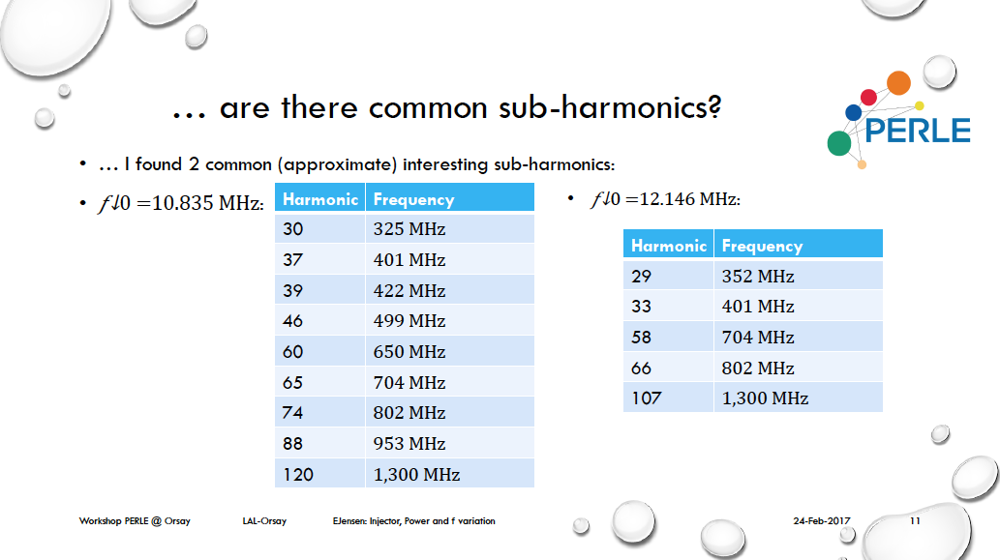 … are there common sub-harmonics?
PERLE
• … I found 2 common (approximate) interesting sub-harmonics:
• 𝑓↓0 =10.835 MHz:
Harmonic Frequency
30 325 MHz
37 401 MHz
39 422 MHz
46 499 MHz
60 650 MHz
65 704 MHz
74 802 MHz
88 953 MHz
120 1,300 MHz
• 𝑓↓0 =12.146 MHz:
Harmonic Frequency
29 352 MHz
33 401 MHz
58 704 MHz
66 802 MHz
107 1,300 MHz
Workshop PERLE @ Orsay LAL-Orsay EJensen: Injector, Power and f variation 24-Feb-2017 11